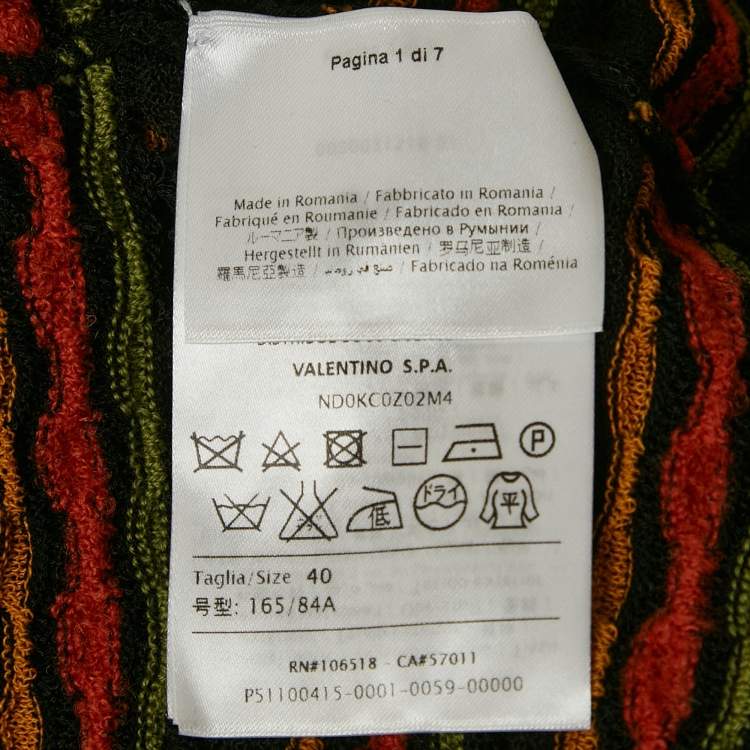 Pagina 1 di 7
Made in Romania / Fabbricato in Romania /
Fabriqué en Roumanie / Fabricado en Romania /
ルーマニア製 / Произведено в Румынии /
Hergestellt in Rumänien / 罗马尼亚制造 /
羅馬尼亞製造 / صنع في رومانيا / Fabricado na Roménia
VALENTINO S.P.A.
ND0KC0Z02M4
P
低 ドライ 平
Taglia/Size 40
号型: 165/84A
RN#106518 - CA#57011
P51100415-0001-0059-00000